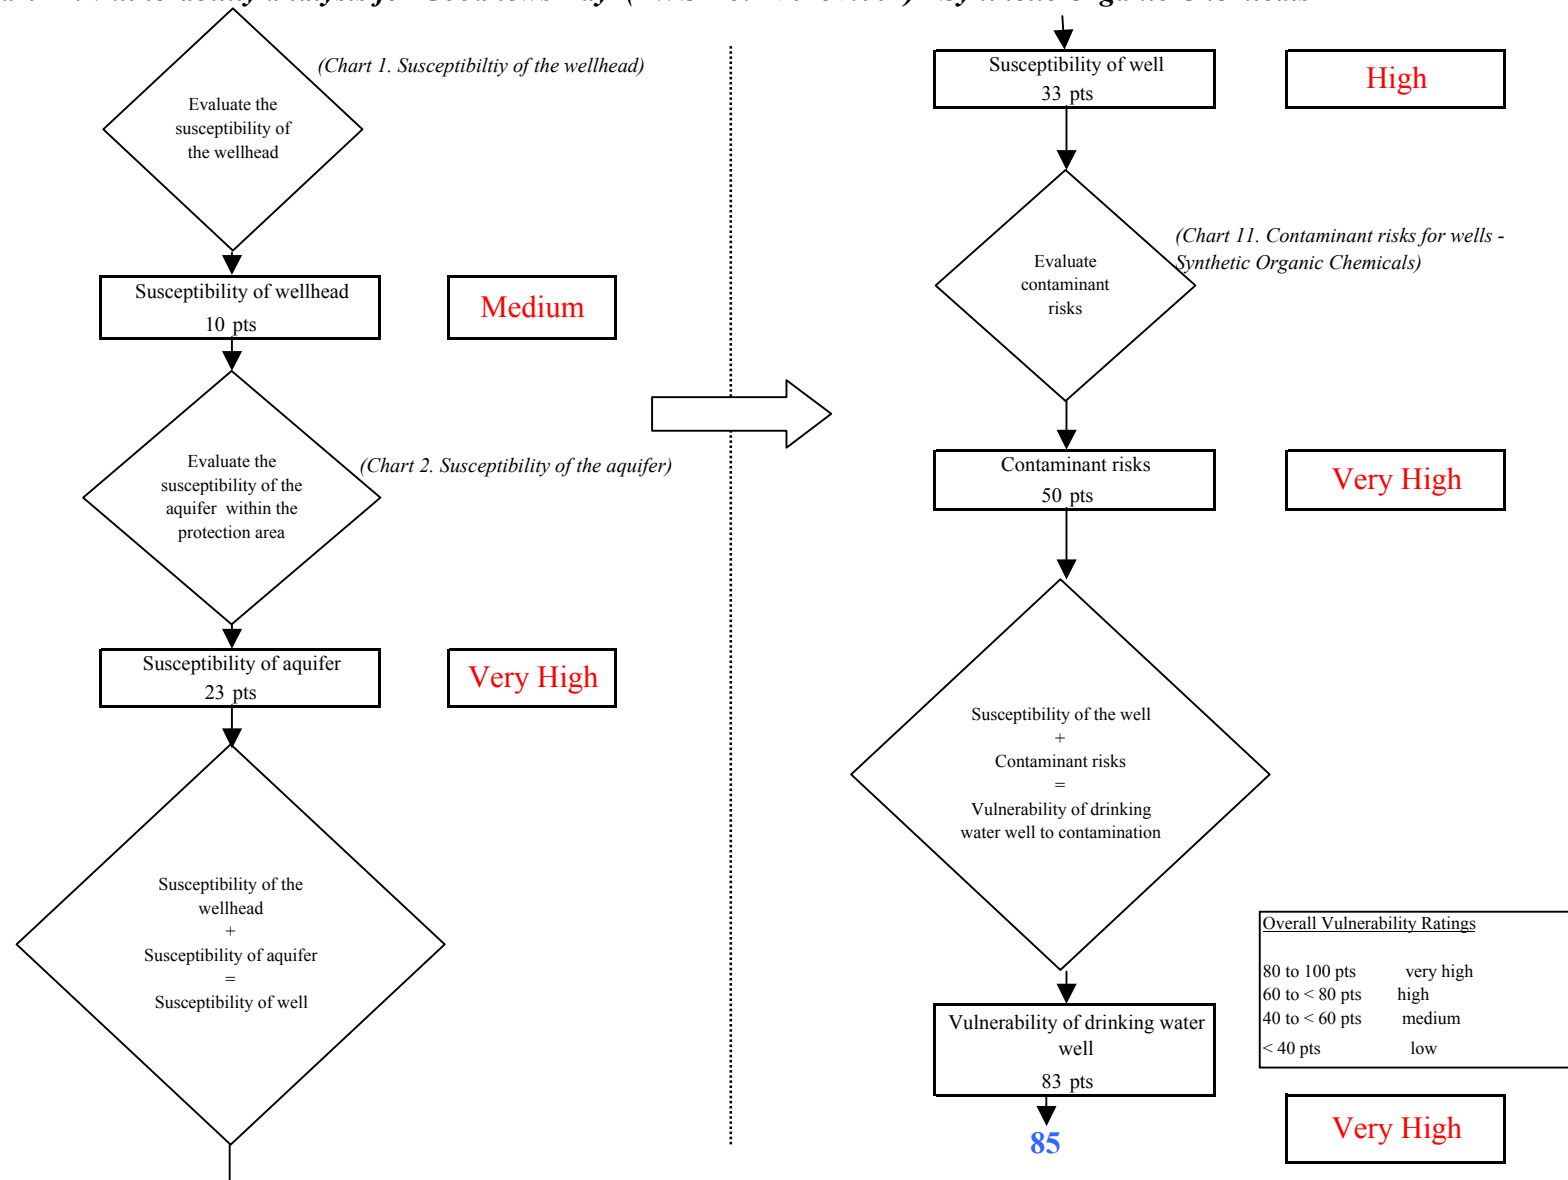 (Chart 1. Susceptibiltiy of the wellhead)
Evaluate the
susceptibility of
the wellhead
Susceptibility of wellhead
10 pts
Medium
Evaluate the
susceptibility of the
aquifer within the
protection area
(Chart 2. Susceptibility of the aquifer)
Susceptibility of aquifer
23 pts
Very High
Susceptibility of the
wellhead
+
Susceptibility of aquifer
=
Susceptibility of well
Susceptibility of well
33 pts
High
(Chart 11. Contaminant risks for wells -
Synthetic Organic Chemicals)
Evaluate
contaminant
risks
Contaminant risks
50 pts
Very High
Susceptibility of the well
+
Contaminant risks
=
Vulnerability of drinking
water well to contamination
Overall Vulnerability Ratings
80 to 100 pts very high
60 to < 80 pts high
40 to < 60 pts medium
< 40 pts low
Vulnerability of drinking water
well
83 pts
85
Very High